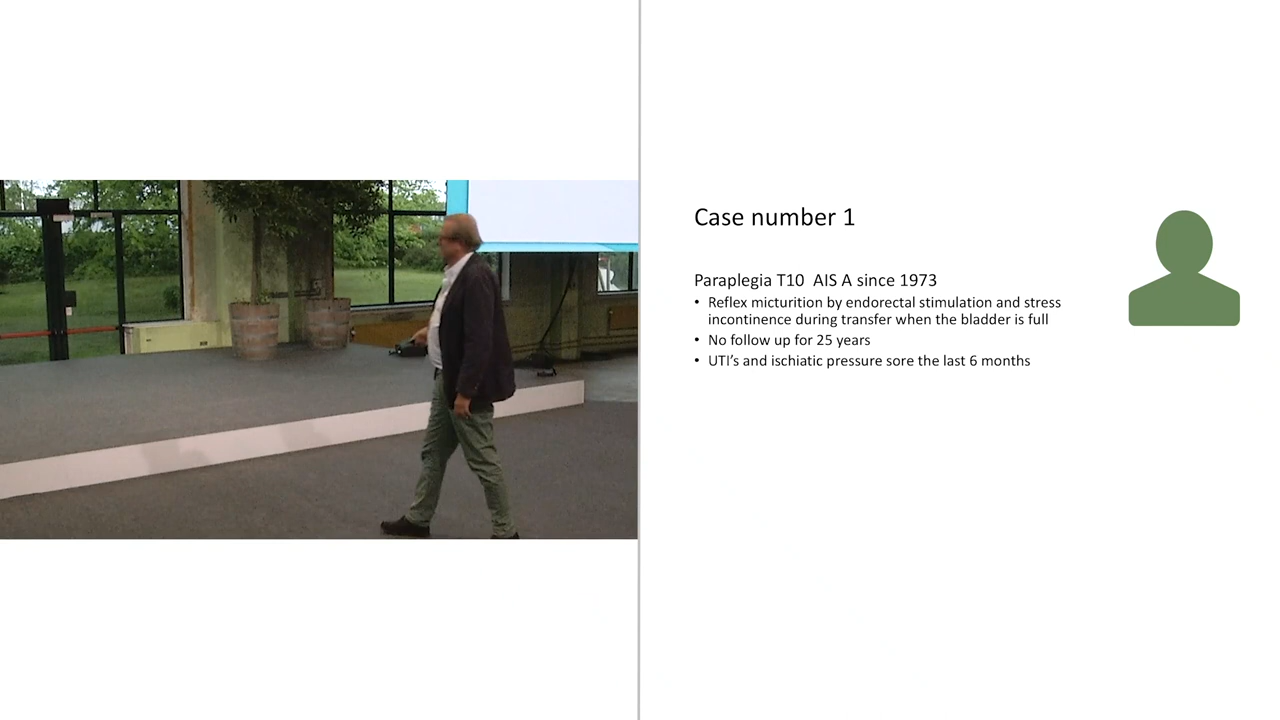 Case number 1
Paraplegia T10  AIS A since 1973
• Reflex micturition by endorectal stimulation and stress
incontinence during transfer when the bladder is full
• No follow up for 25 years
• UTI's and ischiatic pressure sore the last 6 months